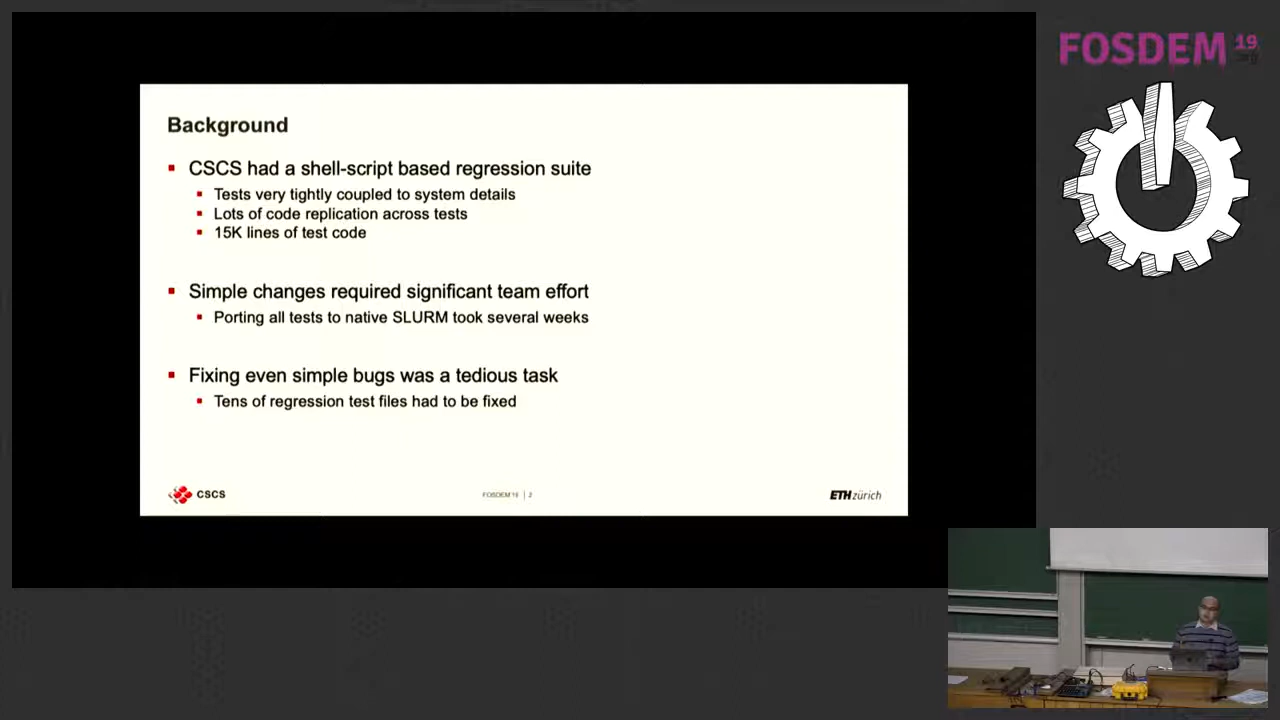 FOSDEM 19
.org
Background
CSCS had a shell-script based regression suite
Tests very tightly coupled to system details
Lots of code replication across tests
15K lines of test code
Simple changes required significant team effort
Porting all tests to native SLURM took several weeks
Fixing even simple bugs was a tedious task
Tens of regression test files had to be fixed
CSCS
FOSDEM'19 | 2
ETH zürich